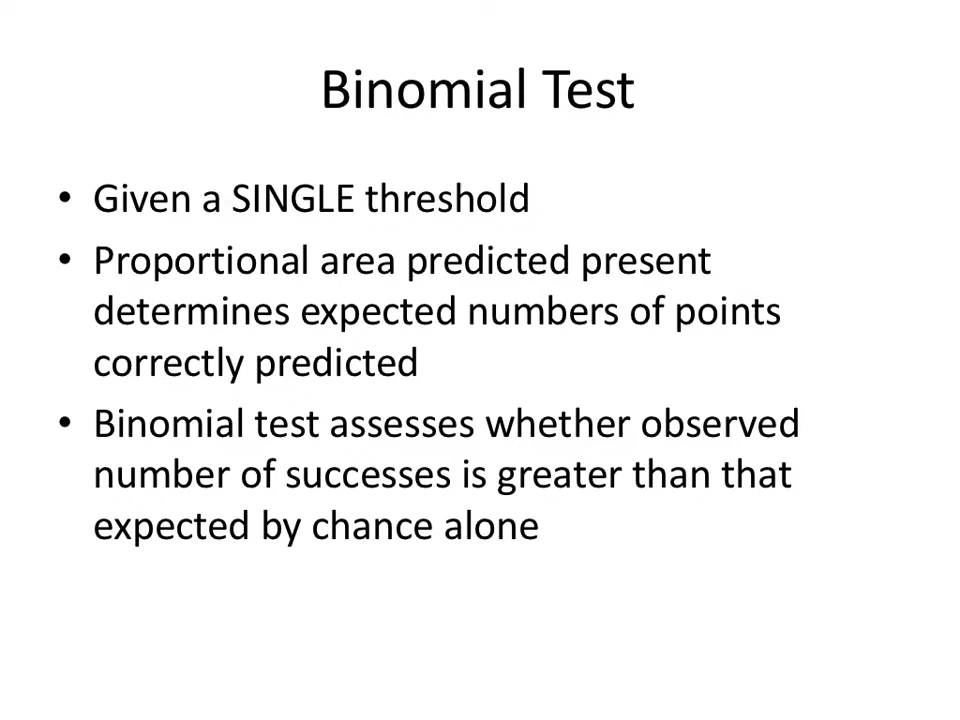 Binomial Test
• Given a SINGLE threshold
• Proportional area predicted present
determines expected numbers of points
correctly predicted
• Binomial test assesses whether observed
number of successes is greater than that
expected by chance alone